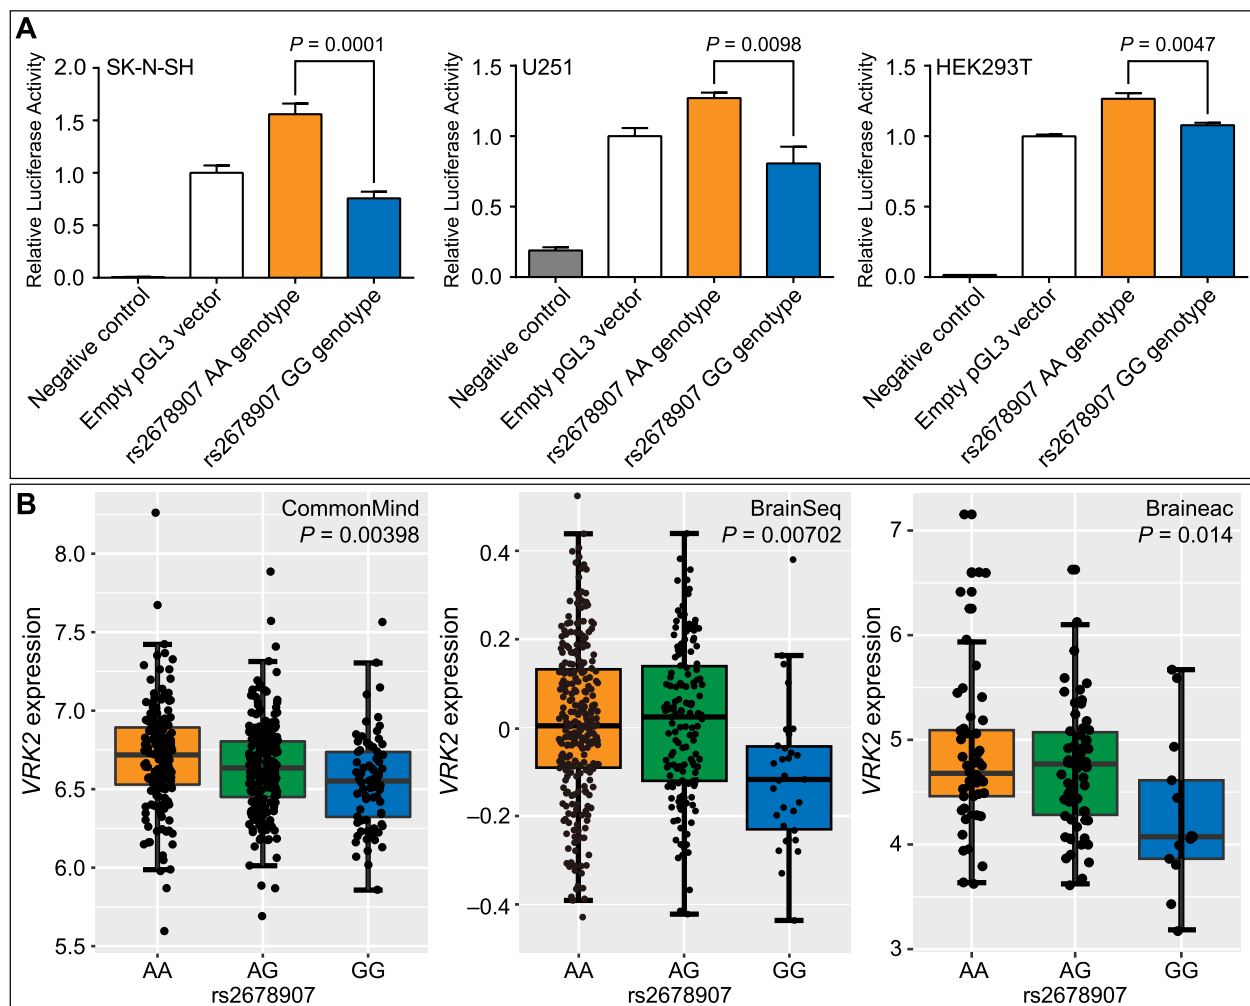 A
SK-N-SH
P = 0.0001
Relative Luciferase Activity
2.0
1.5
1.0
0.5
0.0
Negative control
Empty pGL3 vector
rs2678907 AA genotype
rs2678907 GG genotype
U251
P = 0.0098
Relative Luciferase Activity
1.5
1.0
0.5
0.0
Negative control
Empty pGL3 vector
rs2678907 AA genotype
rs2678907 GG genotype
HEK293T
P = 0.0047
Relative Luciferase Activity
1.5
1.0
0.5
0.0
Negative control
Empty pGL3 vector
rs2678907 AA genotype
rs2678907 GG genotype
B
CommonMind
P = 0.00398
VRK2 expression
8.0
7.5
7.0
6.5
6.0
5.5
AA AG GG
rs2678907
BrainSeq
P = 0.00702
VRK2 expression
0.4
0.2
0
–0.2
–0.4
AA AG GG
rs2678907
Braineac
P = 0.014
VRK2 expression
7
6
5
4
3
AA AG GG
rs2678907